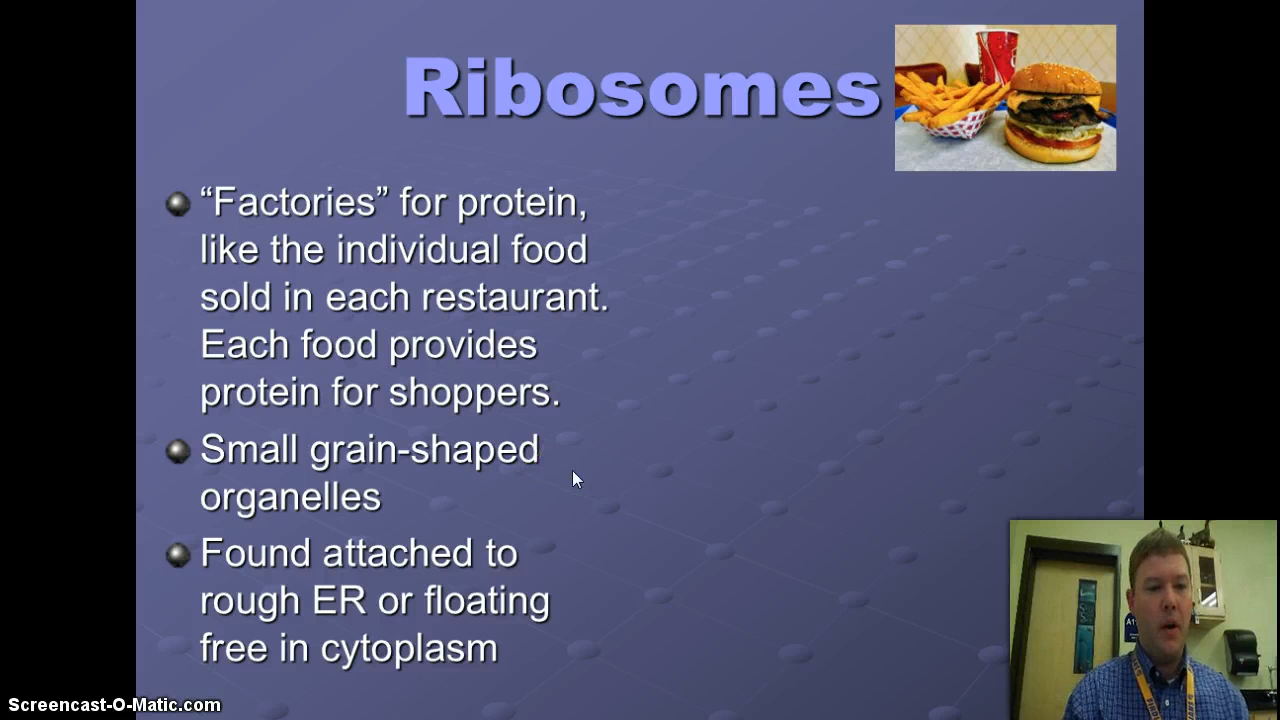 Ribosomes
“Factories” for protein,
like the individual food
sold in each restaurant.
Each food provides
protein for shoppers.
Small grain-shaped
organelles
Found attached to
rough ER or floating
free in cytoplasm
Screencast-O-Matic.com